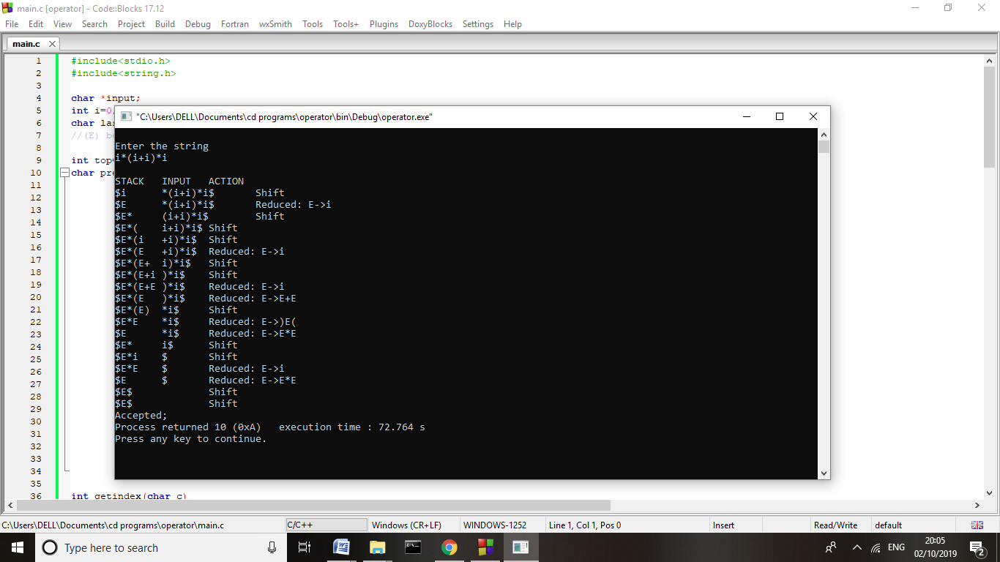 main.c [operator] - Code::Blocks 17.12
File Edit View Search Project Build Debug Fortran wxSmith Tools Tools+ Plugins DoxyBlocks Settings Help
main.c
1 #include<stdio.h>
2 #include<string.h>
3
4 char *input;
5 int i=0
6 char las
7 //(E) be
8
9 int top=
10 char pre
11
12
13
14
15
16
17
18
19
20
21
22
23
24
25
26
27
28
29
30
31
32
33
34
35
36 int getindex(char c)
"C:\Users\DELL\Documents\cd programs\operator\bin\Debug\operator.exe"
Enter the string
i*(i+i)*i
STACK INPUT ACTION
$i *(i+i)*i$ Shift
$E *(i+i)*i$ Reduced: E->i
$E* (i+i)*i$ Shift
$E*( i+i)*i$ Shift
$E*(i +i)*i$ Shift
$E*(E +i)*i$ Reduced: E->i
$E*(E+ i)*i$ Shift
$E*(E+i )*i$ Shift
$E*(E+E )*i$ Reduced: E->i
$E*(E )*i$ Reduced: E->E+E
$E*(E) *i$ Shift
$E*E *i$ Reduced: E->)E(
$E *i$ Reduced: E->E*E
$E* i$ Shift
$E*i $ Shift
$E*E $ Reduced: E->i
$E $ Reduced: E->E*E
$E$ Shift
$E$ Shift
Accepted;
Process returned 10 (0xA) execution time : 72.764 s
Press any key to continue.
C:\Users\DELL\Documents\cd programs\operator\main.c C/C++ Windows (CR+LF) WINDOWS-1252 Line 1, Col 1, Pos 0 Insert Read/Write default
Type here to search
ENG
20:05
02/10/2019
2